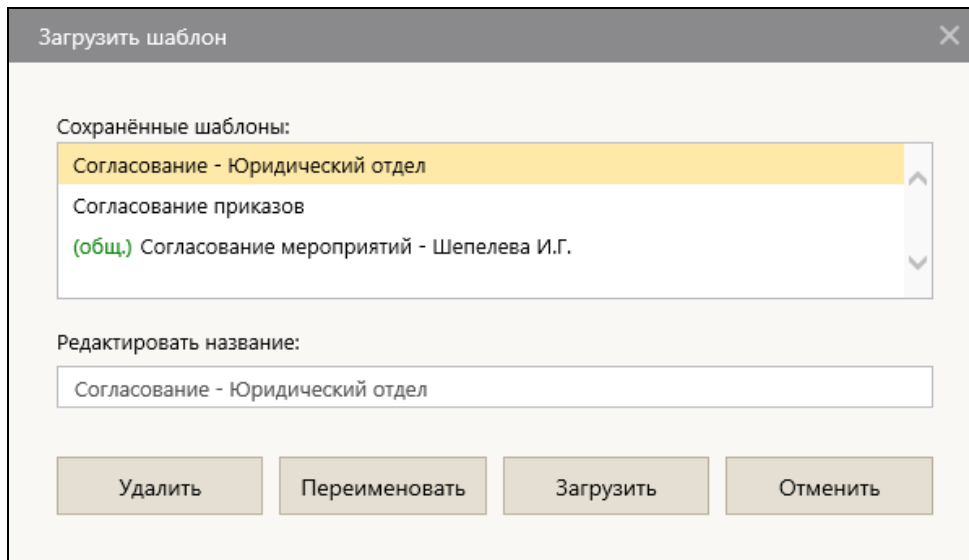 Загрузить шаблон
Сохранённые шаблоны:
Согласование - Юридический отдел
Согласование приказов
(общ.) Согласование мероприятий - Шепелева И.Г.
Редактировать название:
Согласование - Юридический отдел
Удалить Переименовать Загрузить Отменить